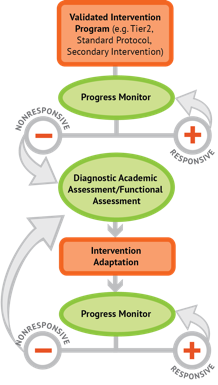 Validated Intervention
Program (e.g. Tier2,
Standard Protocol,
Secondary Intervention)
Progress Monitor
NONRESPONSIVE
RESPONSIVE
Diagnostic Academic
Assessment/Functional
Assessment
Intervention
Adaptation
Progress Monitor
NONRESPONSIVE
RESPONSIVE